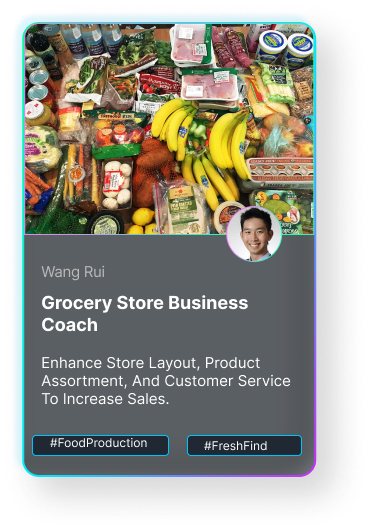 Wang Rui
Grocery Store Business
Coach
Enhance Store Layout, Product
Assortment, And Customer Service
To Increase Sales.
#FoodProduction
#FreshFind